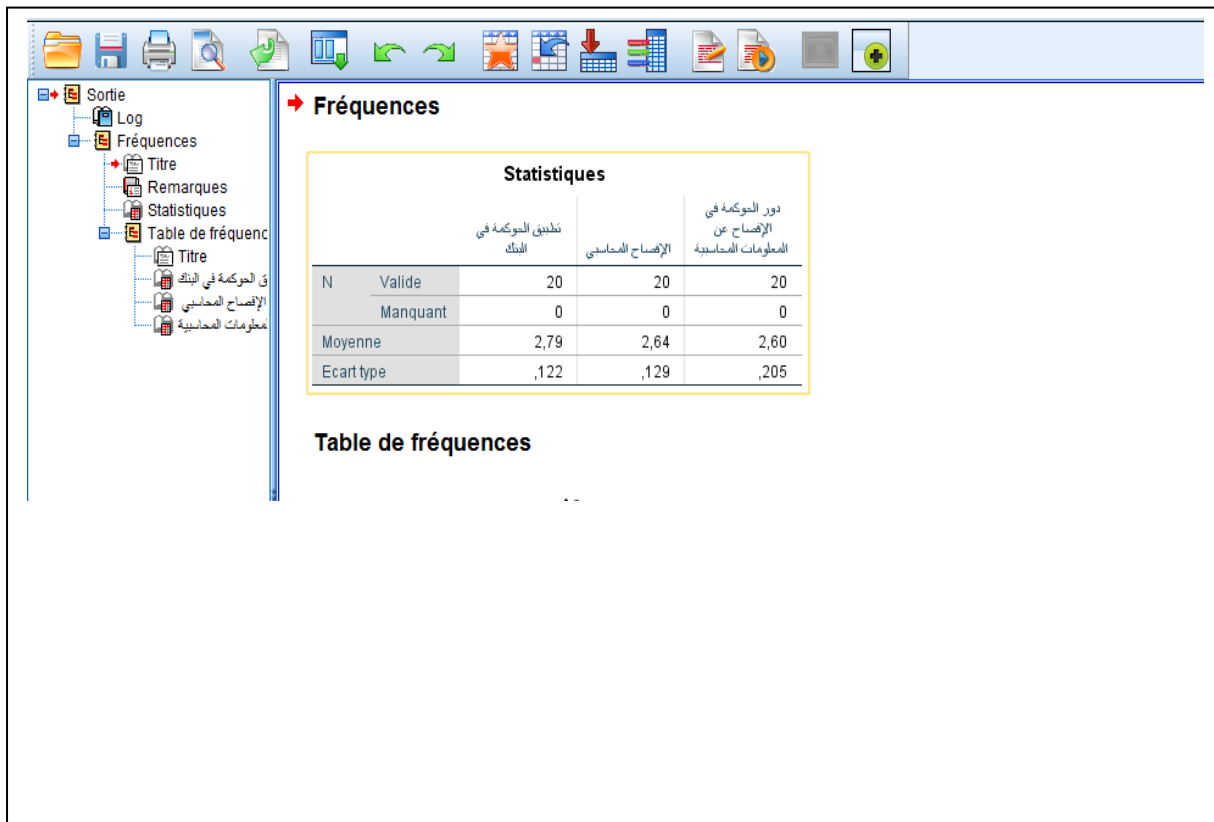 Sortie
Log
Fréquences
Titre
Remarques
Statistiques
Table de fréquenc
Titre
ق الحوكمة في البنك
الإفصاح المحاسبي
لمعلومات المحاسبية
Fréquences
Statistiques
تطبيق الحوكمة في
البنك
الإفصاح المحاسبي
دور الحوكمة في
الإفصاح عن
المعلومات المحاسبية
N Valide 20 20 20
Manquant 0 0 0
Moyenne 2,79 2,64 2,60
Ecart type ,122 ,129 ,205
Table de fréquences